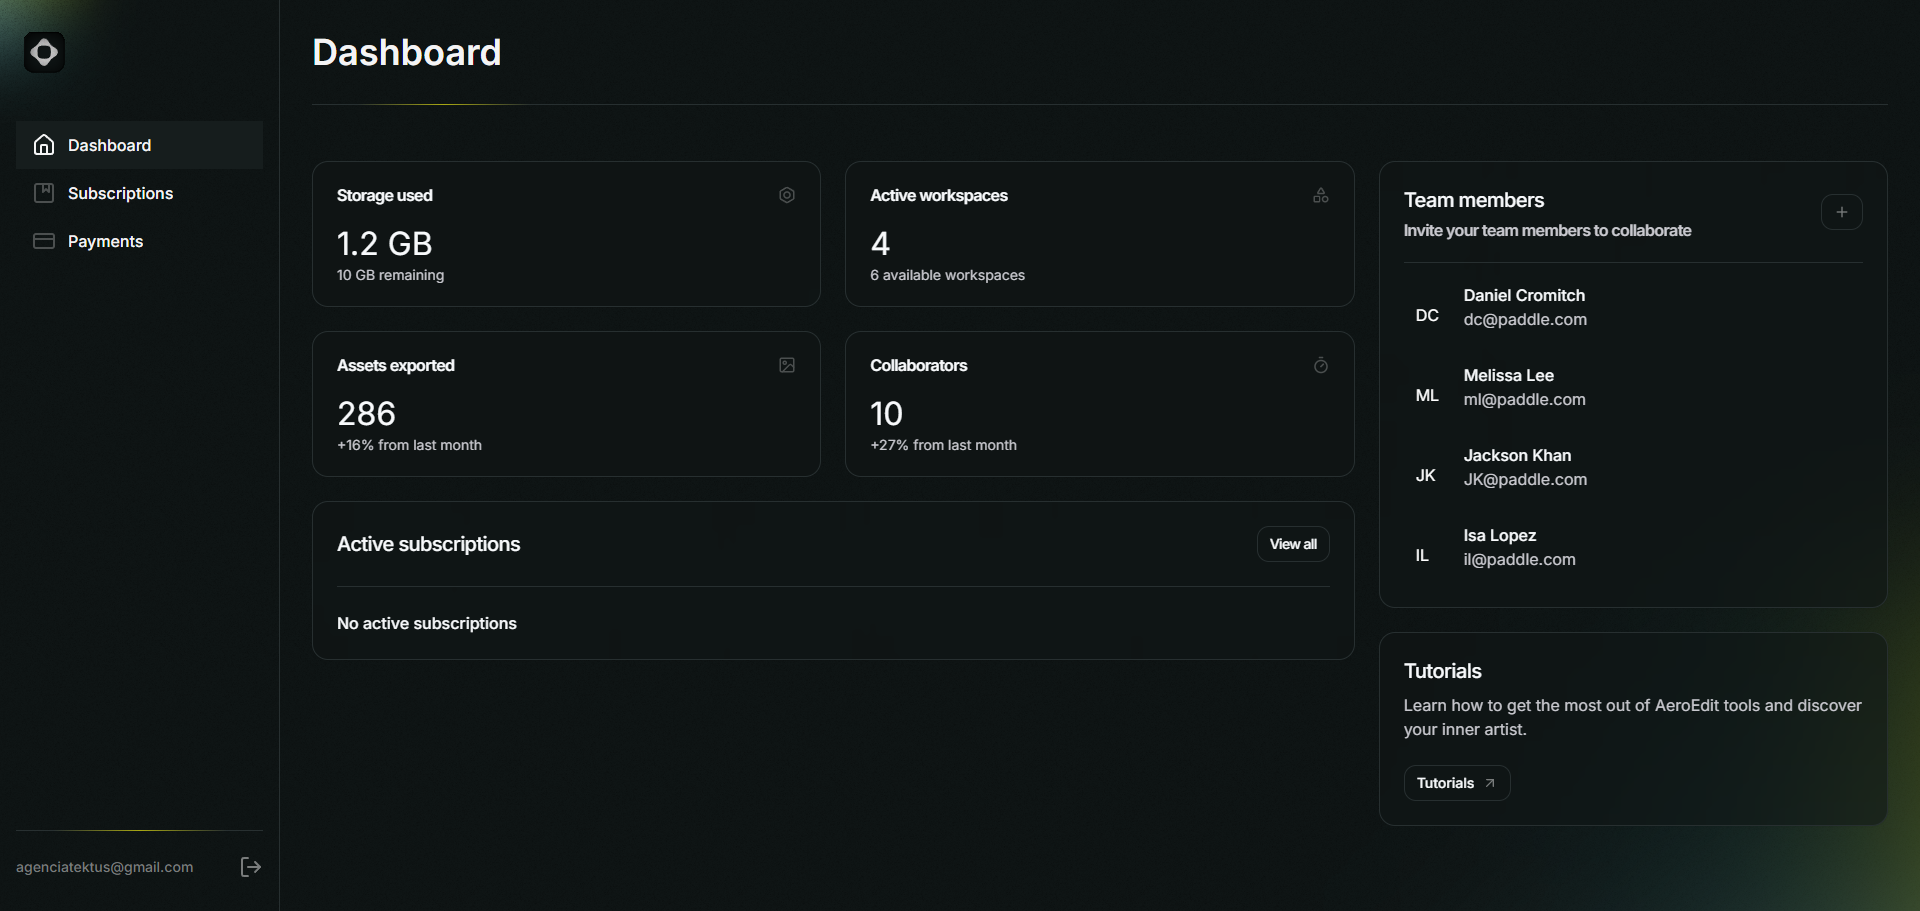 Dashboard
Dashboard
Subscriptions
Payments
agenciatektus@gmail.com
Storage used
1.2 GB
10 GB remaining
Active workspaces
4
6 available workspaces
Assets exported
286
+16% from last month
Collaborators
10
+27% from last month
Active subscriptions
View all
No active subscriptions
Team members
Invite your team members to collaborate
DC
Daniel Cromitch
dc@paddle.com
ML
Melissa Lee
ml@paddle.com
JK
Jackson Khan
JK@paddle.com
IL
Isa Lopez
il@paddle.com
Tutorials
Learn how to get the most out of AeroEdit tools and discover
your inner artist.
Tutorials